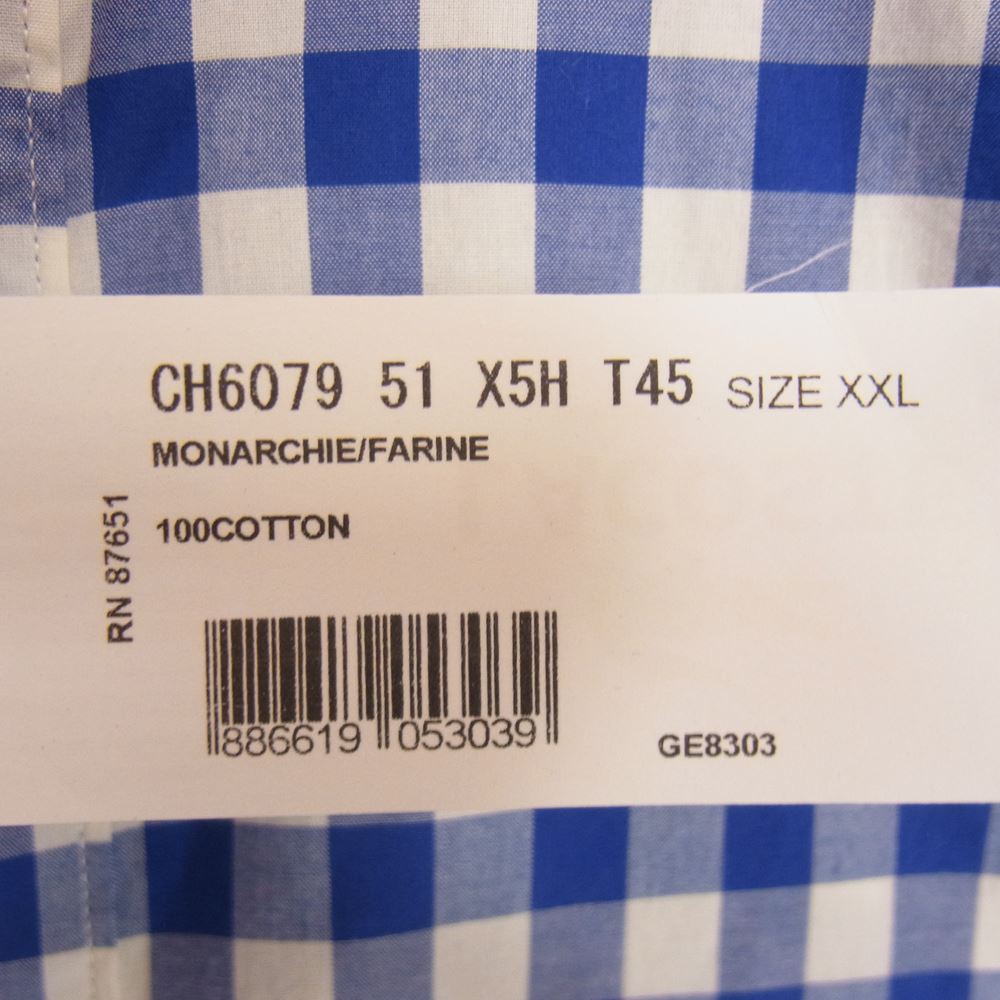 CH6079 51 X5H T45 SIZE XXL
MONARCHIE/FARINE
100COTTON
RN 87651
886619 053039
GE8303